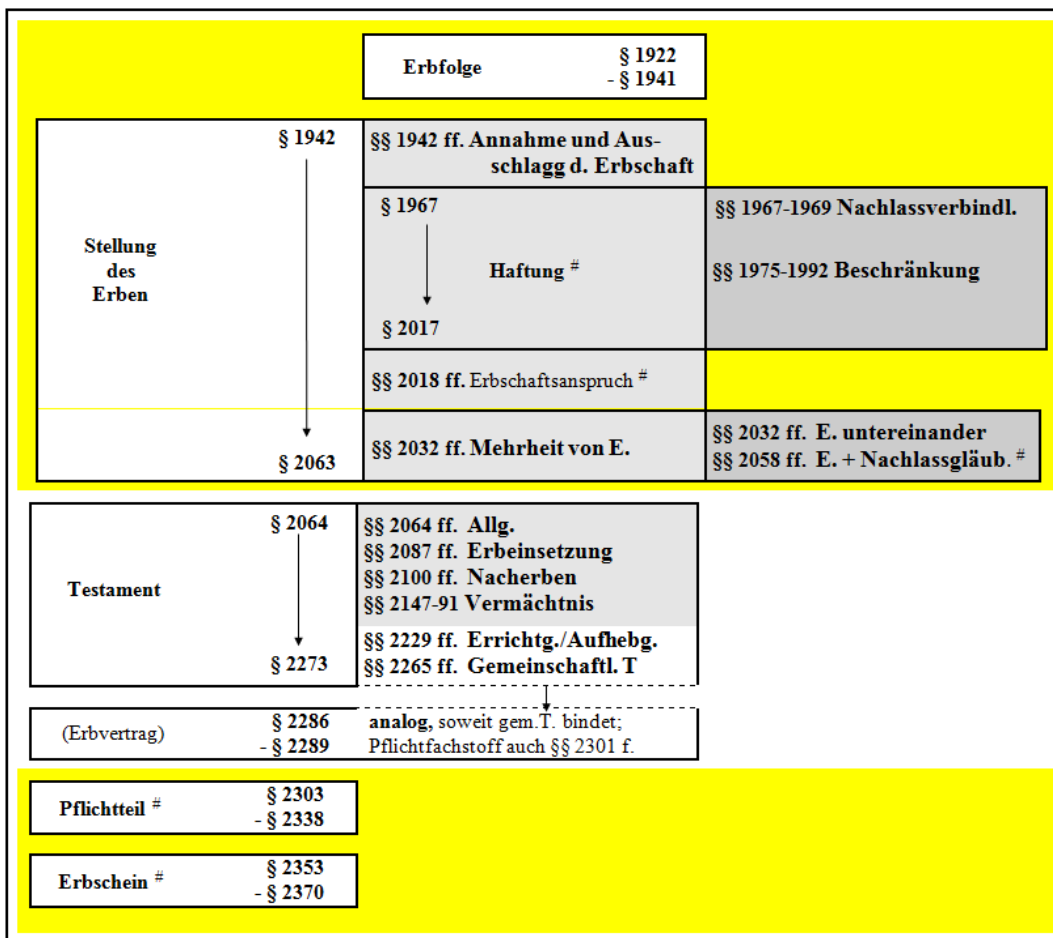 Erbfolge
§ 1922
- § 1941
§ 1942
§§ 1942 ff. Annahme und Aus-
schlagg d. Erbschaft
Stellung
des
Erben
§ 1967
§§ 1967-1969 Nachlassverbindl.
Haftung #
§§ 1975-1992 Beschränkung
§ 2017
§§ 2018 ff. Erbschaftsanspruch #
§ 2063
§§ 2032 ff. Mehrheit von E.
§§ 2032 ff. E. untereinander
§§ 2058 ff. E. + Nachlassgläub. #
Testament
§ 2064
§ 2273
§§ 2064 ff. Allg.
§§ 2087 ff. Erbeinsetzung
§§ 2100 ff. Nacherben
§§ 2147-91 Vermächtnis
§§ 2229 ff. Errichtg./Aufhebg.
§§ 2265 ff. Gemeinschaftl. T
(Erbvertrag)
§ 2286
- § 2289
analog, soweit gem.T. bindet;
Pflichtfachstoff auch §§ 2301 f.
Pflichtteil #
§ 2303
- § 2338
Erbschein #
§ 2353
- § 2370